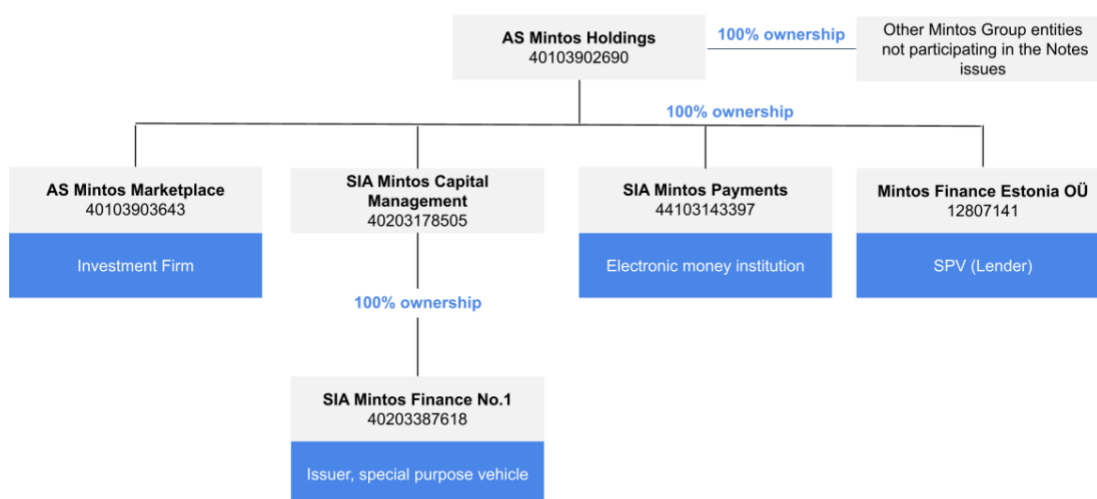 AS Mintos Holdings
40103902690
100% ownership
Other Mintos Group entities
not participating in the Notes
issues
100% ownership
AS Mintos Marketplace
40103903643
Investment Firm
SIA Mintos Capital
Management
40203178505
SIA Mintos Payments
44103143397
Electronic money institution
Mintos Finance Estonia OÜ
12807141
SPV (Lender)
100% ownership
SIA Mintos Finance No.1
40203387618
Issuer, special purpose vehicle